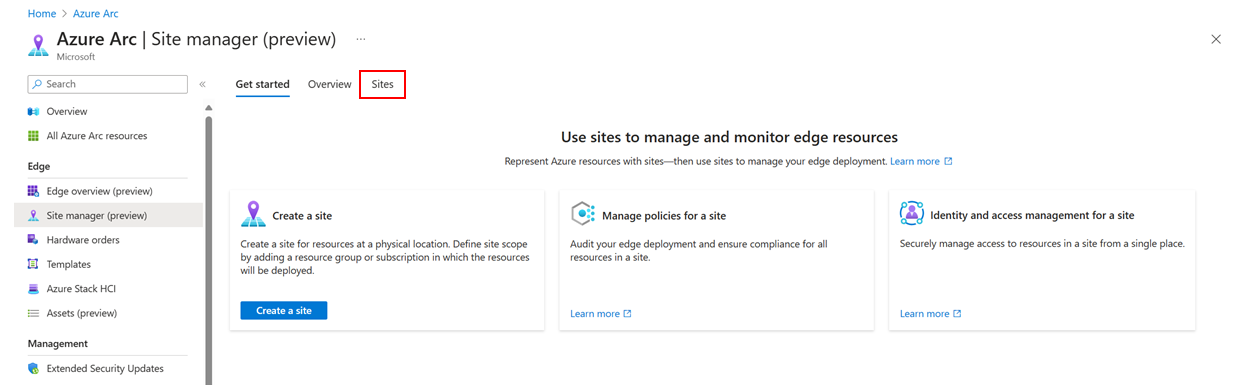 Home > Azure Arc >
Azure Arc | Site manager (preview) ...
Microsoft
Search
«
Get started Overview Sites
Overview
All Azure Arc resources
Edge
Edge overview (preview)
Site manager (preview)
Hardware orders
Templates
Azure Stack HCI
Assets (preview)
Management
Extended Security Updates
Use sites to manage and monitor edge resources
Represent Azure resources with sites—then use sites to manage your edge deployment. Learn more
Create a site
Create a site for resources at a physical location. Define site scope
by adding a resource group or subscription in which the resources
will be deployed.
Create a site
Manage policies for a site
Audit your edge deployment and ensure compliance for all
resources in a site.
Learn more
Identity and access management for a site
Securely manage access to resources in a site from a single place.
Learn more